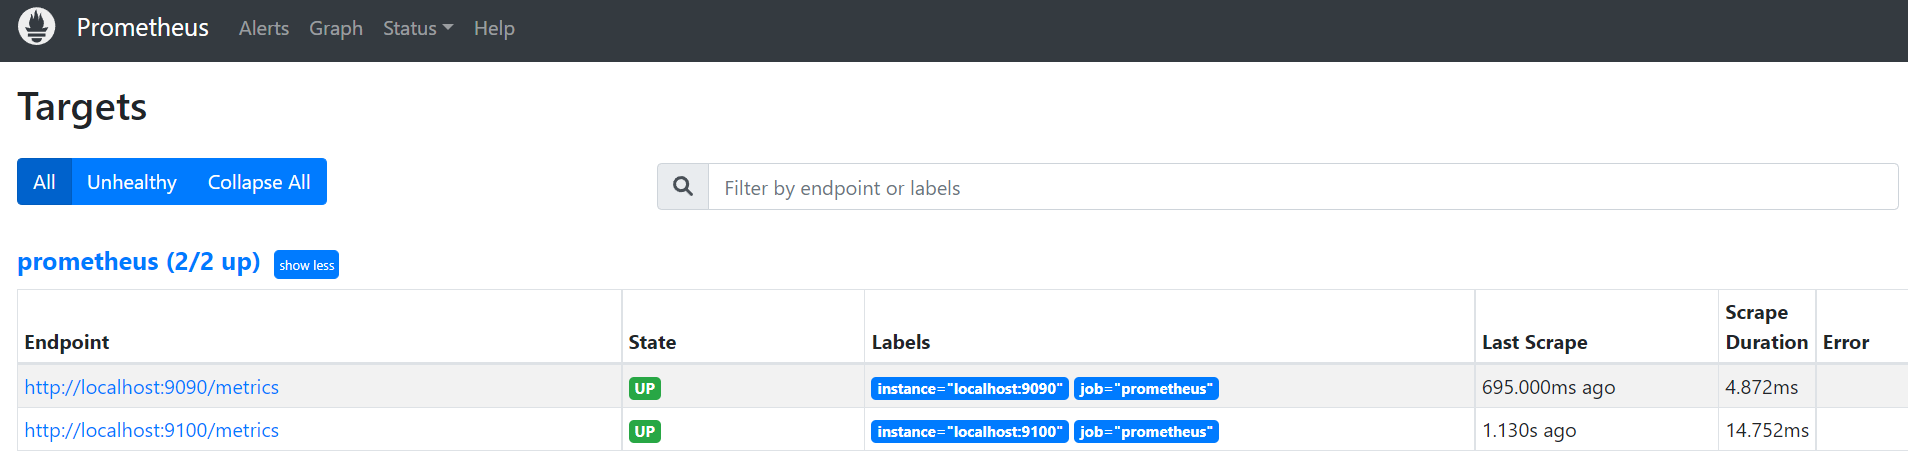 Prometheus Alerts Graph Status Help
Targets
All Unhealthy Collapse All
Filter by endpoint or labels
prometheus (2/2 up) show less
Endpoint State Labels Last Scrape Scrape Duration Error
http://localhost:9090/metrics UP instance="localhost:9090" job="prometheus" 695.000ms ago 4.872ms
http://localhost:9100/metrics UP instance="localhost:9100" job="prometheus" 1.130s ago 14.752ms